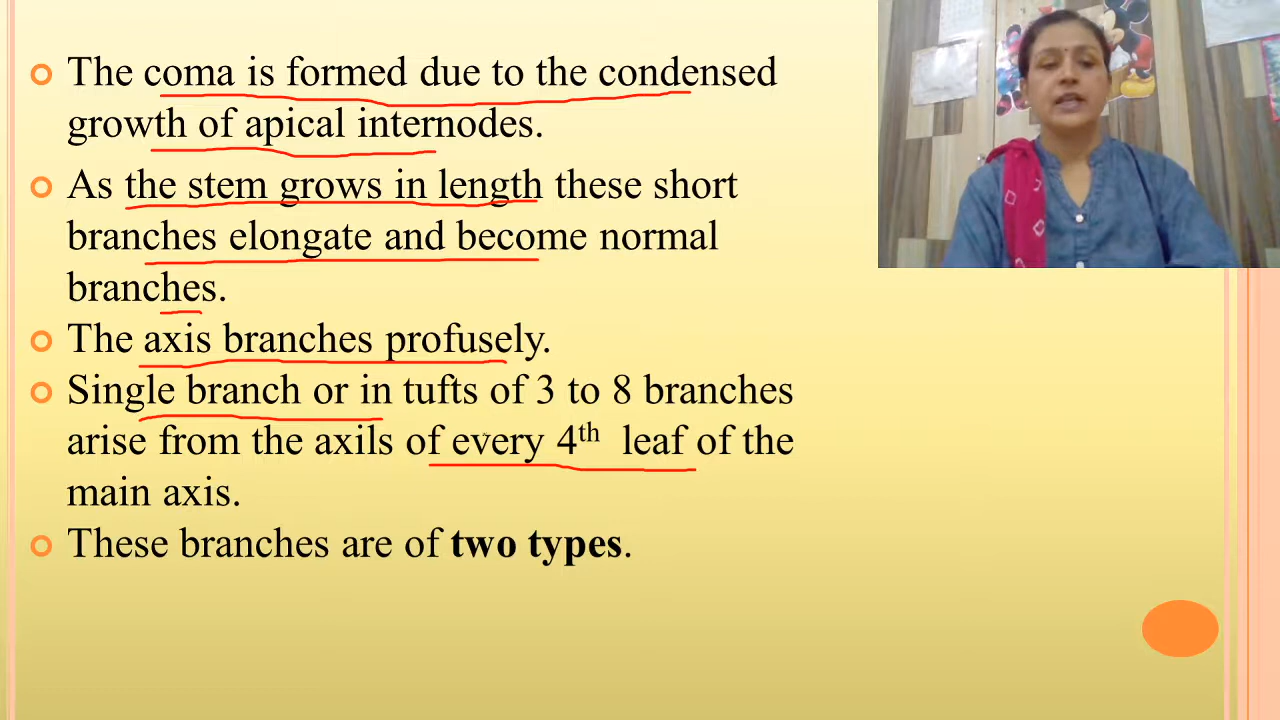 The coma is formed due to the condensed
growth of apical internodes.
As the stem grows in length these short
branches elongate and become normal
branches.
The axis branches profusely.
Single branch or in tufts of 3 to 8 branches
arise from the axils of every 4th leaf of the
main axis.
These branches are of two types.